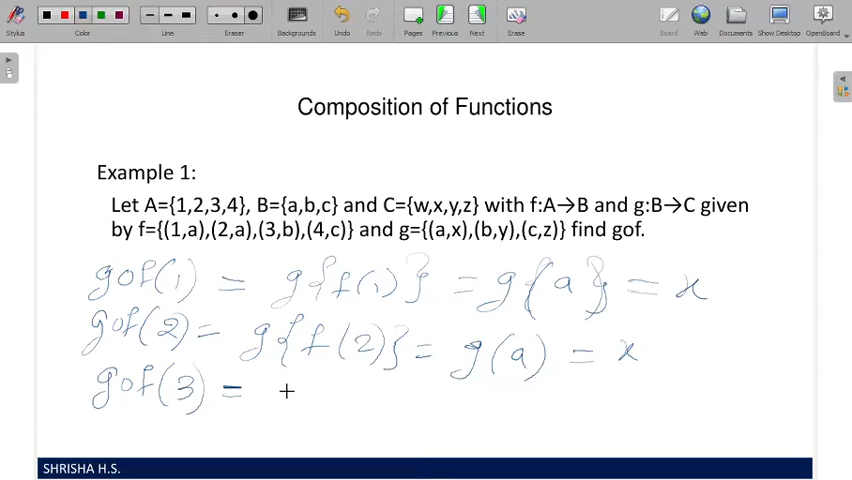 Stylus Color Line Eraser Backgrounds Undo Redo Pages Previous Next Erase Board Web Documents Show Desktop OpenBoard
Composition of Functions
Example 1:
Let A={1,2,3,4}, B={a,b,c} and C={w,x,y,z} with f:A→B and g:B→C given
by f={(1,a),(2,a),(3,b),(4,c)} and g={(a,x),(b,y),(c,z)} find gof.
gof(1) = g{f(1)} = g{a} = x
gof(2) = g{f(2)} = g(a) = x
gof(3) =
SHRISHA H.S.